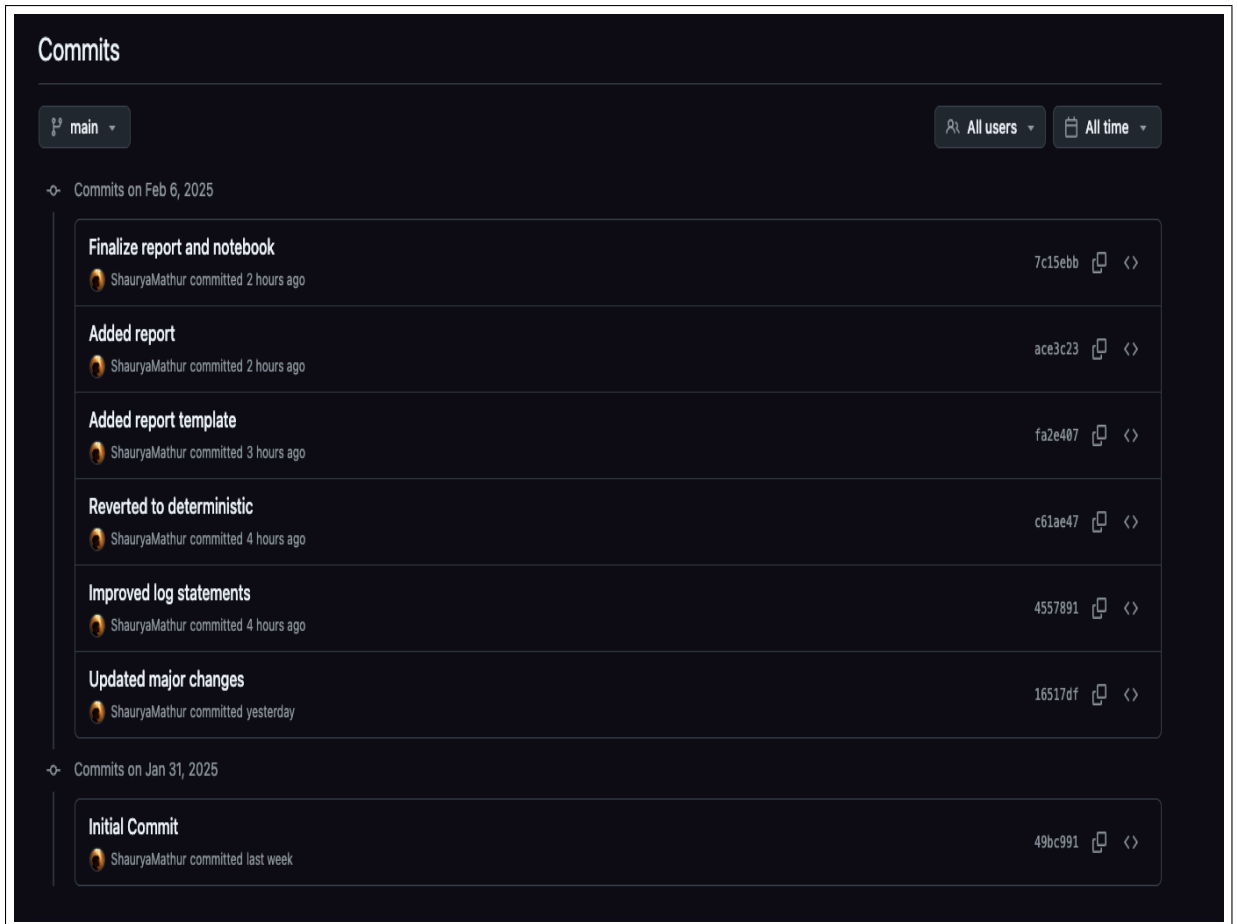 Commits
main
All users
All time
Commits on Feb 6, 2025
Finalize report and notebook
7c15ebb
ShauryaMathur committed 2 hours ago
Added report
ace3c23
ShauryaMathur committed 2 hours ago
Added report template
fa2e407
ShauryaMathur committed 3 hours ago
Reverted to deterministic
c61ae47
ShauryaMathur committed 4 hours ago
Improved log statements
4557891
ShauryaMathur committed 4 hours ago
Updated major changes
16517df
ShauryaMathur committed yesterday
Commits on Jan 31, 2025
Initial Commit
49bc991
ShauryaMathur committed last week